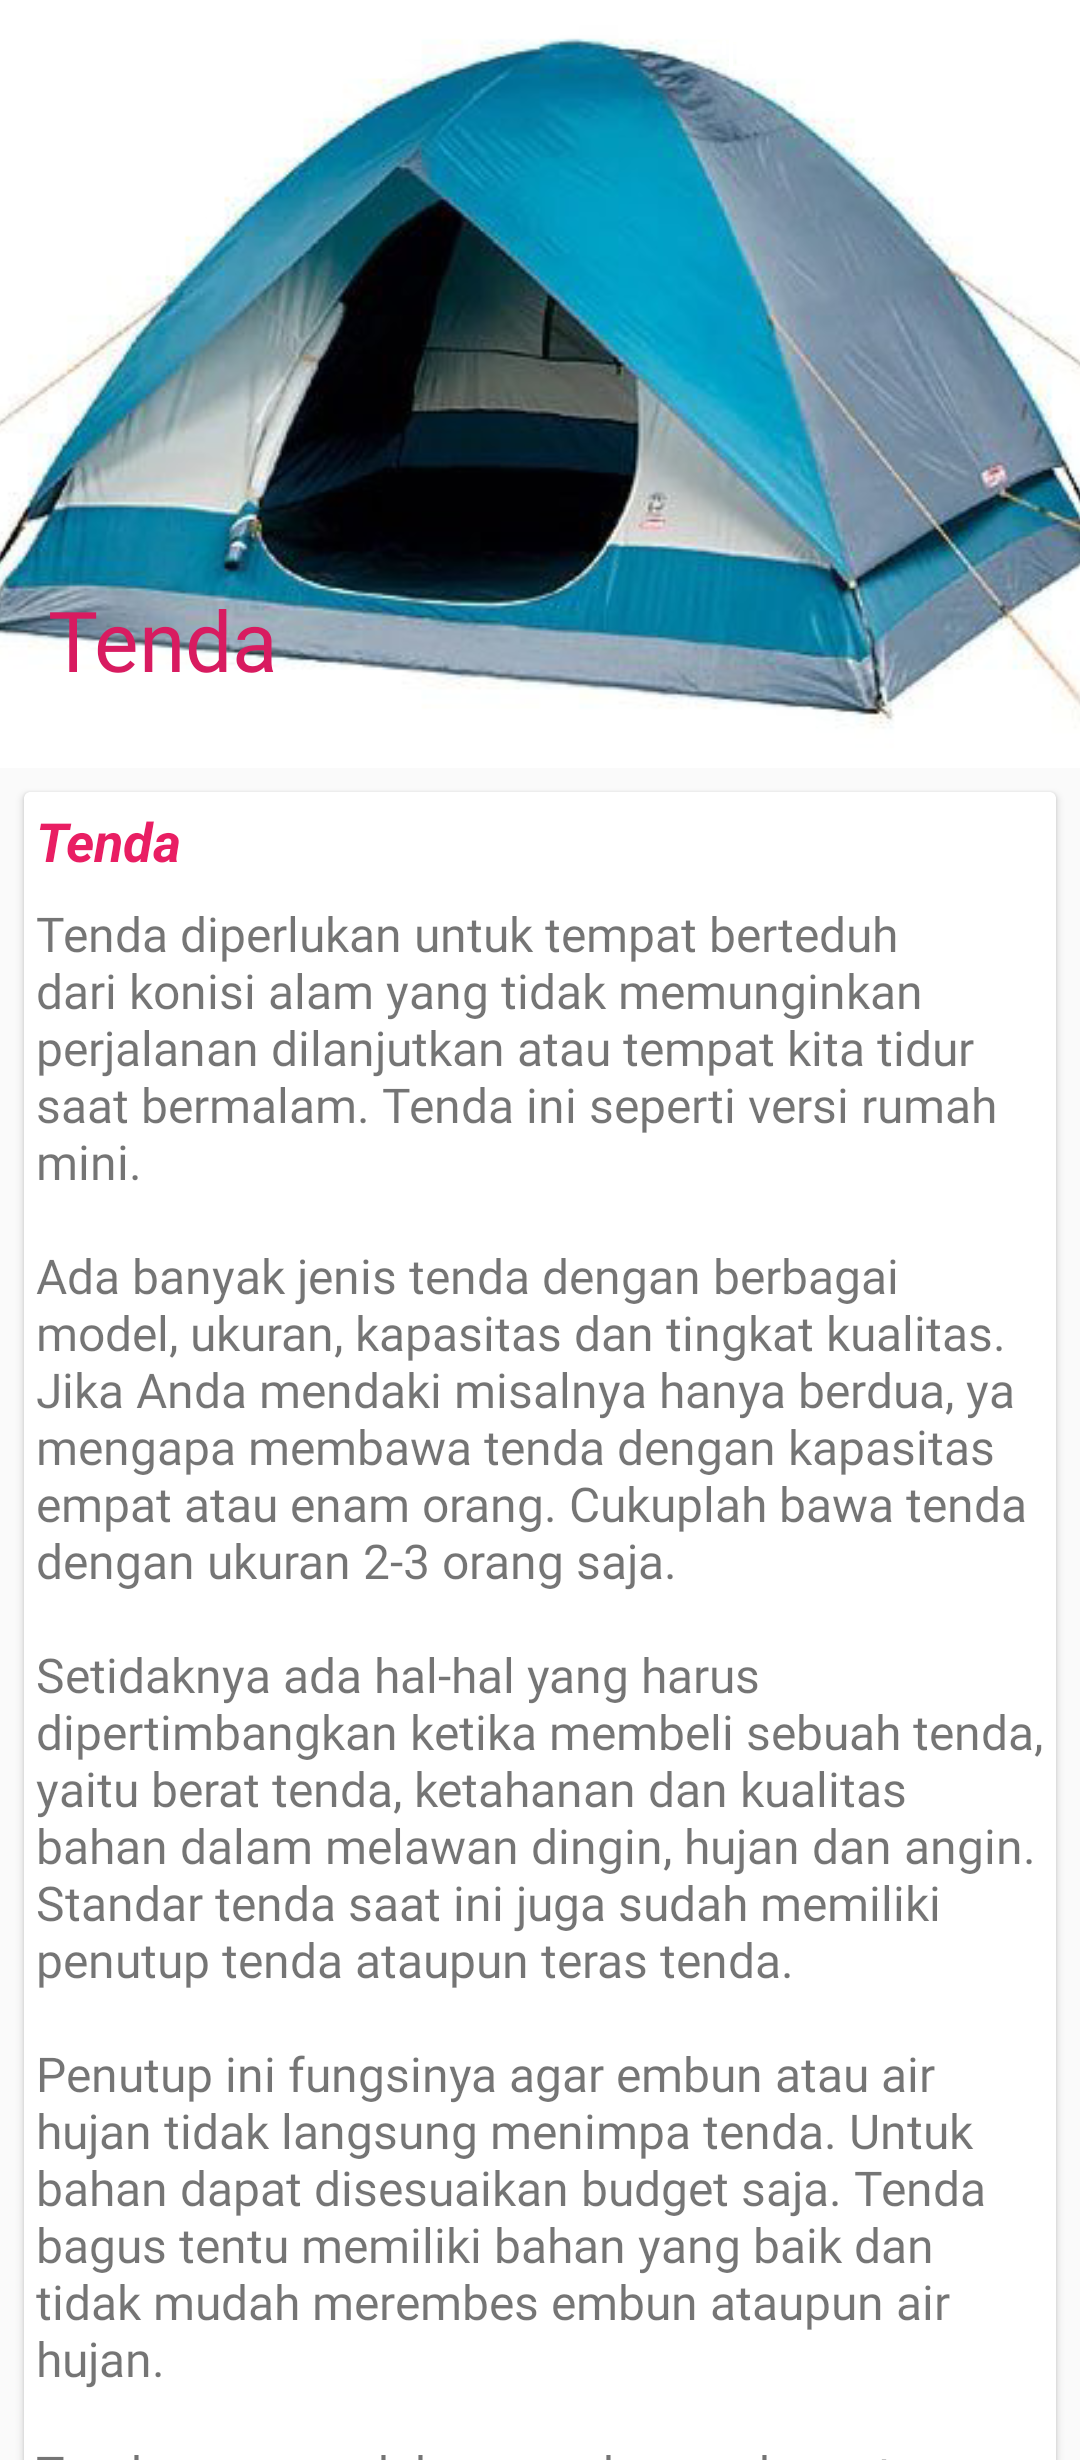 Tenda
Tenda
Tenda diperlukan untuk tempat berteduh
dari konisi alam yang tidak memunginkan
perjalanan dilanjutkan atau tempat kita tidur
saat bermalam. Tenda ini seperti versi rumah
mini.
Ada banyak jenis tenda dengan berbagai
model, ukuran, kapasitas dan tingkat kualitas.
Jika Anda mendaki misalnya hanya berdua, ya
mengapa membawa tenda dengan kapasitas
empat atau enam orang. Cukuplah bawa tenda
dengan ukuran 2-3 orang saja.
Setidaknya ada hal-hal yang harus
dipertimbangkan ketika membeli sebuah tenda,
yaitu berat tenda, ketahanan dan kualitas
bahan dalam melawan dingin, hujan dan angin.
Standar tenda saat ini juga sudah memiliki
penutup tenda ataupun teras tenda.
Penutup ini fungsinya agar embun atau air
hujan tidak langsung menimpa tenda. Untuk
bahan dapat disesuaikan budget saja. Tenda
bagus tentu memiliki bahan yang baik dan
tidak mudah merembes embun ataupun air
hujan.